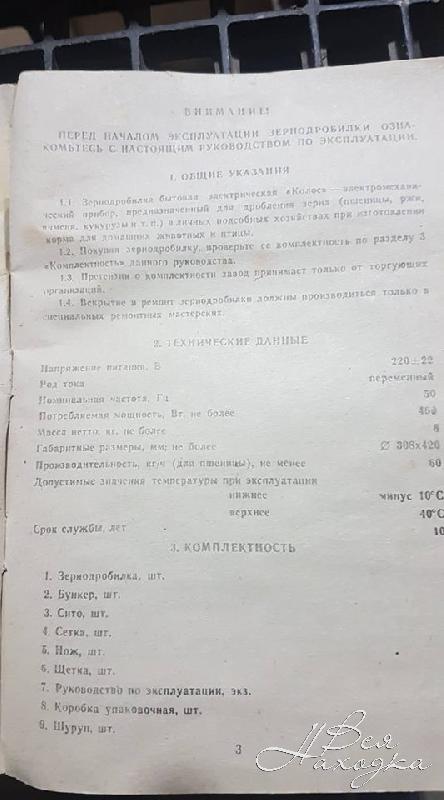 ВНИМАНИЕ!
ПЕРЕД НАЧАЛОМ ЭКСПЛУАТАЦИИ ЗЕРНОДРОБИЛКИ ОЗНА-
КОМЬТЕСЬ С НАСТОЯЩИМ РУКОВОДСТВОМ ПО ЭКСПЛУАТАЦИИ.
1. ОБЩИЕ УКАЗАНИЯ
1.1. Зернодробилка бытовая электрическая «Колос» — электромехани-
ческий прибор, предназначенный для дробления зерна (пшеницы, ржи,
ячменя, кукурузы и т. п.) в личных подсобных хозяйствах при изготовлении
корма для домашних животных и птицы.
1.2. Покупая зернодробилку, проверьте ее комплектность по разделу 3
«Комплектность» данного руководства.
1.3. Претензии о комплектности завод принимает только от торгующих
организаций.
1.4. Вскрытие и ремонт зернодробилки должны производиться только в
специальных ремонтных мастерских.
2. ТЕХНИЧЕСКИЕ ДАННЫЕ
Напряжение питания, В 220±22
Род тока переменный
Номинальная частота, Гц 50
Потребляемая мощность, Вт, не более
Масса нетто, кг, не более 8
Габаритные размеры, мм; не более ∅ 308x420
Производительность, кг/ч (для пшеницы), не менее 60
Допустимые значения температуры при эксплуатации
нижнее минус 10°С
верхнее 40°С
Срок службы, лет 10
3. КОМПЛЕКТНОСТЬ
1. Зернодробилка, шт.
2. Бункер, шт.
3. Сито, шт.
4. Сетка, шт.
5. Нож, шт.
6. Щетка, шт.
7. Руководство по эксплуатации, экз.
8. Коробка упаковочная, шт.
9. Шуруп, шт.
3
Вся
Находка